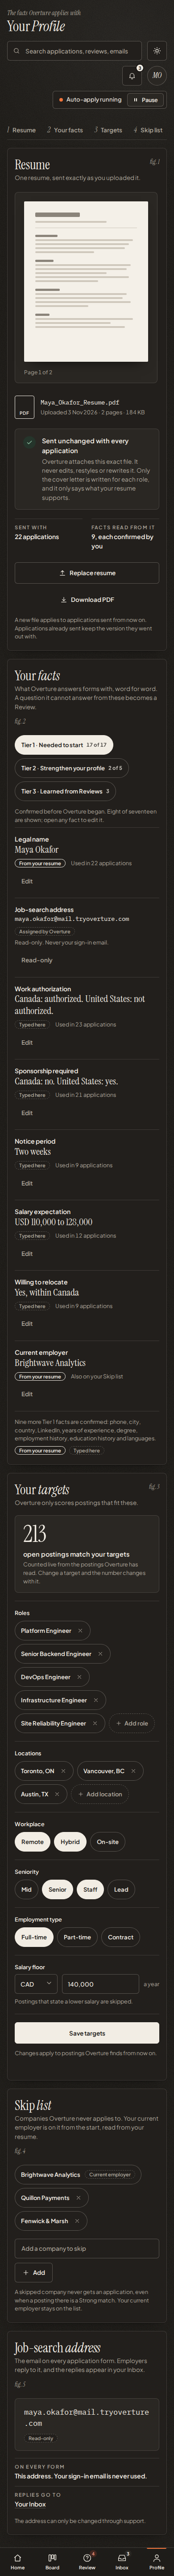 The facts Overture applies with
Your Profile
Search applications, reviews, emails
3
MO
Auto-apply running
Pause
1 Resume
2 Your facts
3 Targets
4 Skip list
Resume
fig. 1
One resume, sent exactly as you uploaded it.
Page 1 of 2
PDF
Maya_Okafor_Resume.pdf
Uploaded 3 Nov 2026 · 2 pages · 184 KB
Sent unchanged with every
application
Overture attaches this exact file. It
never edits, restyles or rewrites it. Only
the cover letter is written for each role,
and it only says what your resume
supports.
SENT WITH
22 applications
FACTS READ FROM IT
9, each confirmed by
you
Replace resume
Download PDF
A new file applies to applications sent from now on.
Applications already sent keep the version they went
out with.
Your facts
What Overture answers forms with, word for word.
A question it cannot answer from these becomes a
Review.
fig. 2
Tier 1 · Needed to start 17 of 17
Tier 2 · Strengthen your profile 2 of 5
Tier 3 · Learned from Reviews 3
Confirmed before Overture began. Eight of seventeen
are shown; open any fact to edit it.
Legal name
Maya Okafor
From your resume
Used in 22 applications
Edit
Job-search address
maya.okafor@mail.tryoverture.com
Assigned by Overture
Read-only. Never your sign-in email.
Read-only
Work authorization
Canada: authorized. United States: not
authorized.
Typed here
Used in 23 applications
Edit
Sponsorship required
Canada: no. United States: yes.
Typed here
Used in 21 applications
Edit
Notice period
Two weeks
Typed here
Used in 9 applications
Edit
Salary expectation
USD 110,000 to 128,000
Typed here
Used in 12 applications
Edit
Willing to relocate
Yes, within Canada
Typed here
Used in 9 applications
Edit
Current employer
Brightwave Analytics
From your resume
Also on your Skip list
Edit
Nine more Tier 1 facts are confirmed: phone, city,
country, LinkedIn, years of experience, degree,
employment dates, education history and languages.
From your resume
Typed here
Your targets
fig. 3
Overture only scores postings that fit these.
213
open postings match your targets
Counted live from the postings Overture has
read. Change a target and the number changes
with it.
Roles
Platform Engineer
Senior Backend Engineer
DevOps Engineer
Infrastructure Engineer
Site Reliability Engineer
Add role
Locations
Toronto, ON
Vancouver, BC
Austin, TX
Add location
Workplace
Remote
Hybrid
On-site
Seniority
Mid
Senior
Staff
Lead
Employment type
Full-time
Part-time
Contract
Salary floor
CAD
140,000
a year
Postings that state a lower salary are skipped.
Save targets
Changes apply to postings Overture finds from now on.
Skip list
Companies Overture never applies to. Your current
employer is on it from the start, read from your
resume.
fig. 4
Brightwave Analytics
Current employer
Quillon Payments
Fenwick & Marsh
Add a company to skip
Add
A skipped company never gets an application, even
when a posting there is a Strong match. Your current
employer stays on the list.
Job-search address
The email on every application form. Employers
reply to it, and the replies appear in your Inbox.
fig. 5
maya.okafor@mail.tryoverture
.com
Read-only
ON EVERY FORM
This address. Your sign-in email is never used.
REPLIES GO TO
Your Inbox
The address can only be changed through support.
Home
Board
4
Review
3
Inbox
Profile